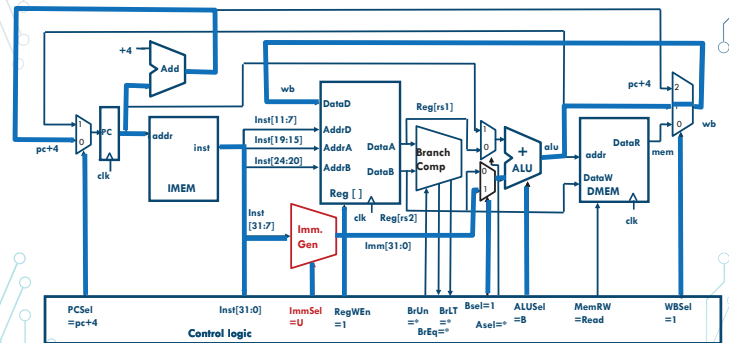 +4
Add
pc+4
1
0
PC
clk
addr
inst
IMEM
wb
Inst[11:7]
Inst[19:15]
Inst[24:20]
DataD
AddrD
AddrA
AddrB
DataA
DataB
Reg [ ]
clk
Reg[rs1]
Reg[rs2]
Branch
Comp
1
0
0
1
+
ALU
alu
addr
DataR
DataW
DMEM
clk
mem
pc+4
2
0
wb
Inst
[31:7]
Imm.
Gen
Imm[31:0]
PCSel
=pc+4
Inst[31:0]
ImmSel
=U
RegWEn
=1
BrUn
=*
BrEq=*
BrLT
=*
Bsel=1
Asel=*
ALUSel
=B
MemRW
=Read
WBSel
=1
Control logic